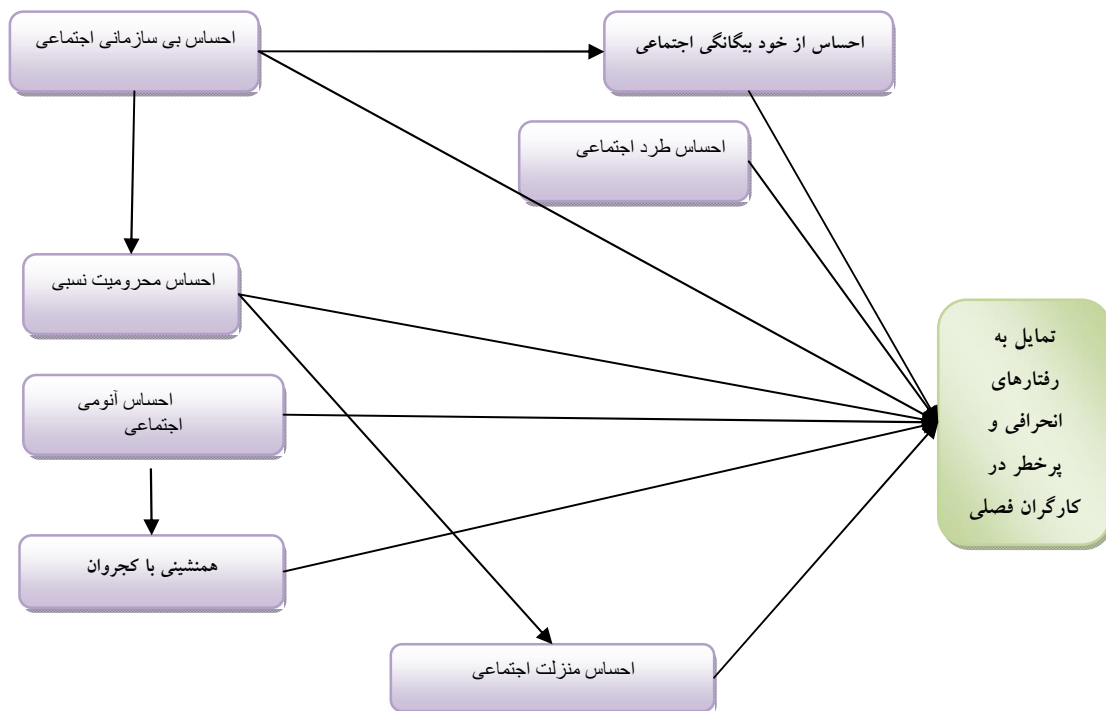 احساس بی سازمانی اجتماعی
احساس از خود بیگانگی اجتماعی
احساس طرد اجتماعی
احساس محرومیت نسبی
تمایل به
رفتارهای
انحرافی و
پرخطر در
کارگران فصلی
احساس آنومی
اجتماعی
همنشینی با کجروان
احساس منزلت اجتماعی